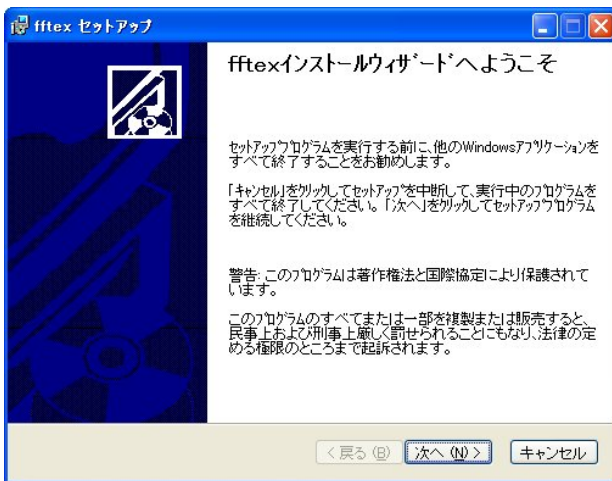 fftex セットアップ
fftexインストールウィザードへようこそ
セットアッププログラムを実行する前に、他のWindowsアプリケーションを
すべて終了することをお勧めします。
「キャンセル」をクリックしてセットアップを中断して、実行中のプログラムを
すべて終了してください。「次へ」をクリックしてセットアッププログラム
を継続してください。
警告: このプログラムは著作権法と国際協定により保護されて
います。
このプログラムのすべてまたは一部を複製または販売すると、
民事上および刑事上厳しく罰せられることにもなり、法律の定
める極限のところまで起訴されます。
< 戻る (B)
次へ (N) >
キャンセル